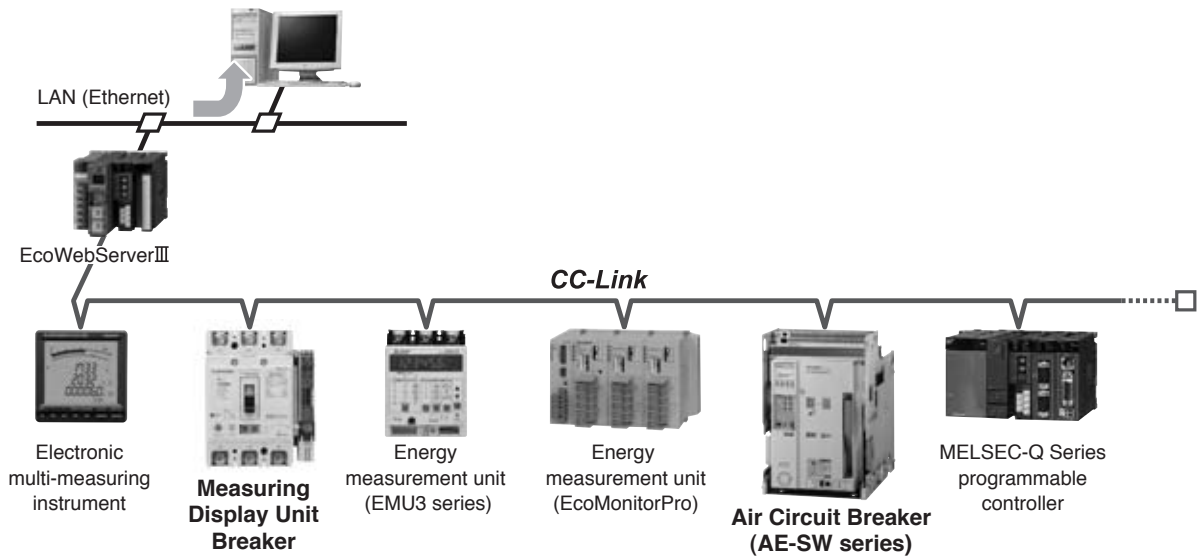 LAN (Ethernet)
EcoWebServerⅢ
CC-Link
Electronic
multi-measuring
instrument
Measuring
Display Unit
Breaker
Energy
measurement unit
(EMU3 series)
Energy
measurement unit
(EcoMonitorPro)
Air Circuit Breaker
(AE-SW series)
MELSEC-Q Series
programmable
controller